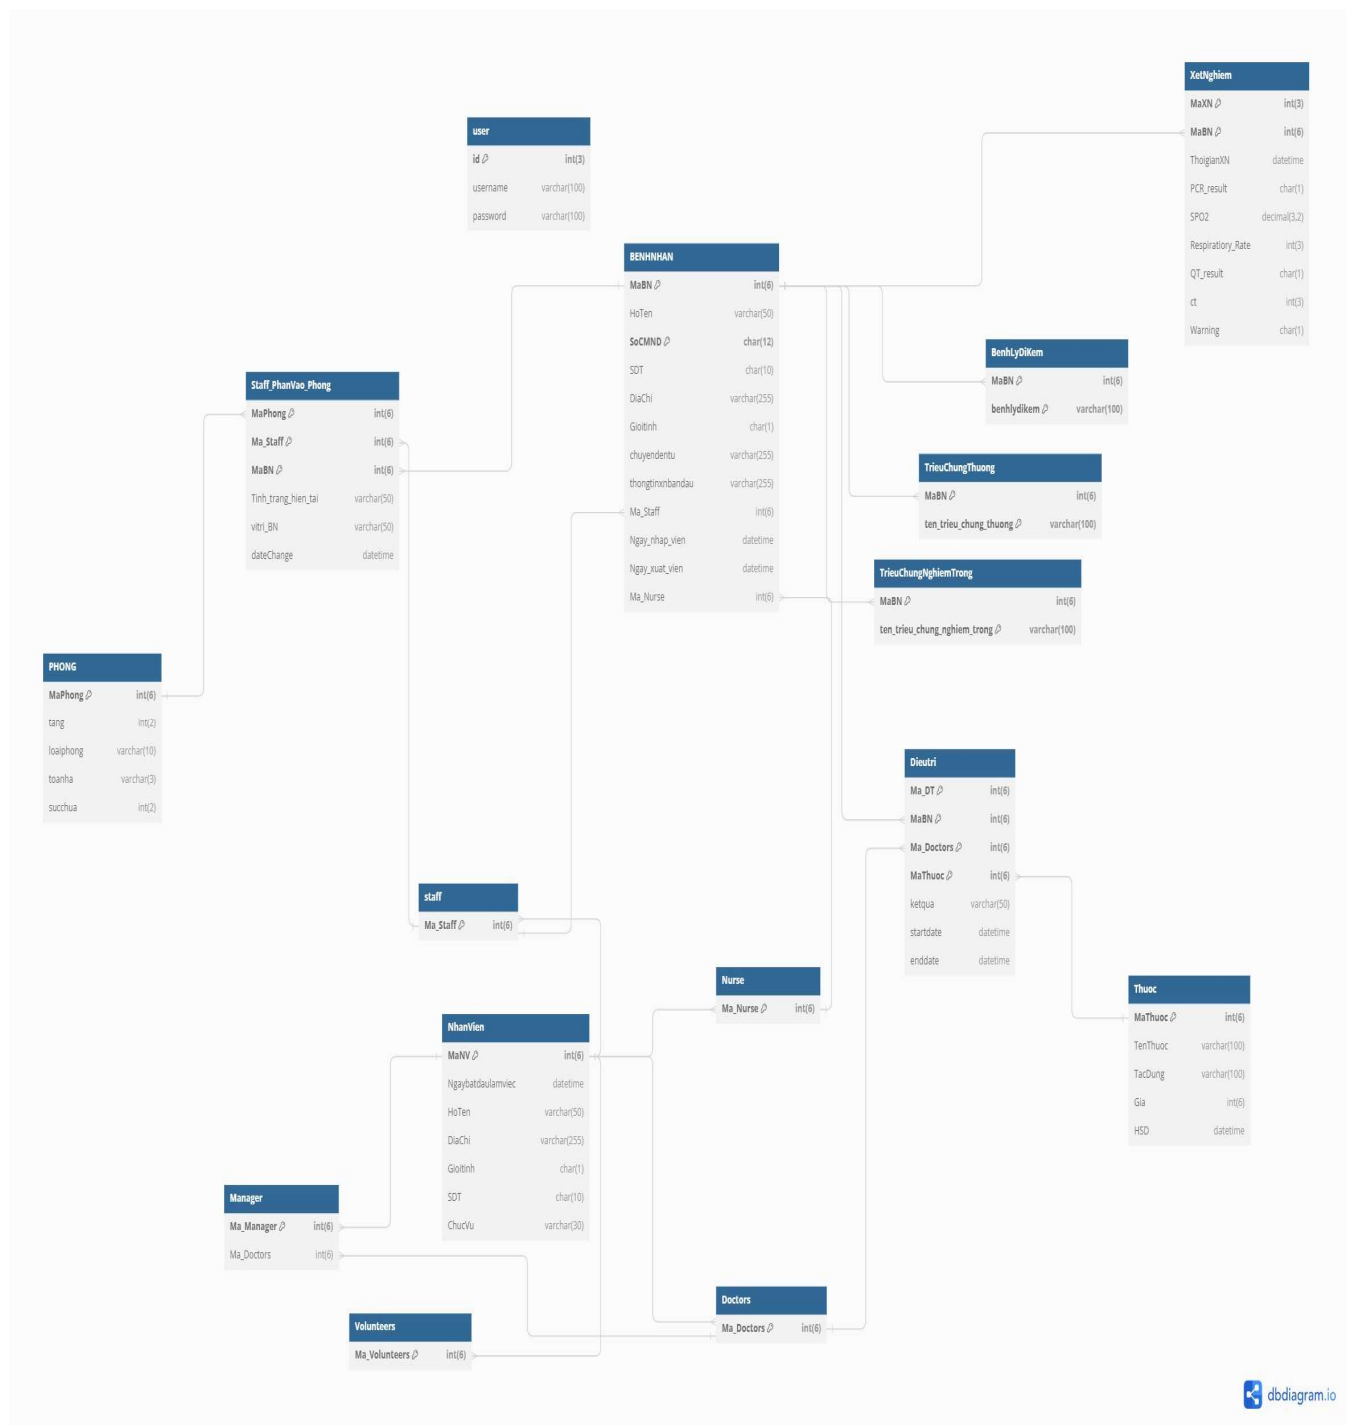 XetNghiem
MaXN int(3)
MaBN int(6)
ThoigianXN datetime
PCR_result char(1)
SPO2 decimal(3,2)
Respiratiory_Rate int(3)
QT_result char(1)
ct int(3)
Warning char(1)
user
id int(3)
username varchar(100)
password varchar(100)
BENHNHAN
MaBN int(6)
HoTen varchar(50)
SoCMND char(12)
SDT char(10)
DiaChi varchar(255)
Gioitinh char(1)
chuyendentu varchar(255)
thongtinxnbandau varchar(255)
Ma_Staff int(6)
Ngay_nhap_vien datetime
Ngay_xuat_vien datetime
Ma_Nurse int(6)
BenhLyDiKem
MaBN int(6)
benhlydikem varchar(100)
Staff_PhanVao_Phong
MaPhong int(6)
Ma_Staff int(6)
MaBN int(6)
Tinh_trang_hien_tai varchar(50)
vitri_BN varchar(50)
dateChange datetime
TrieuChungThuong
MaBN int(6)
ten_trieu_chung_thuong varchar(100)
TrieuChungNghiemTrong
MaBN int(6)
ten_trieu_chung_nghiem_trong varchar(100)
PHONG
MaPhong int(6)
tang int(2)
loaiphong varchar(10)
toanha varchar(3)
succhua int(2)
Dieutri
Ma_DT int(6)
MaBN int(6)
Ma_Doctors int(6)
MaThuoc int(6)
ketqua varchar(50)
startdate datetime
enddate datetime
staff
Ma_Staff int(6)
Nurse
Ma_Nurse int(6)
Thuoc
MaThuoc int(6)
TenThuoc varchar(100)
TacDung varchar(100)
Gia int(6)
HSD datetime
NhanVien
MaNV int(6)
Ngaybatdaulamviec datetime
HoTen varchar(50)
DiaChi varchar(255)
Gioitinh char(1)
SDT char(10)
ChucVu varchar(30)
Manager
Ma_Manager int(6)
Ma_Doctors int(6)
Doctors
Ma_Doctors int(6)
Volunteers
Ma_Volunteers int(6)
dbdiagram.io